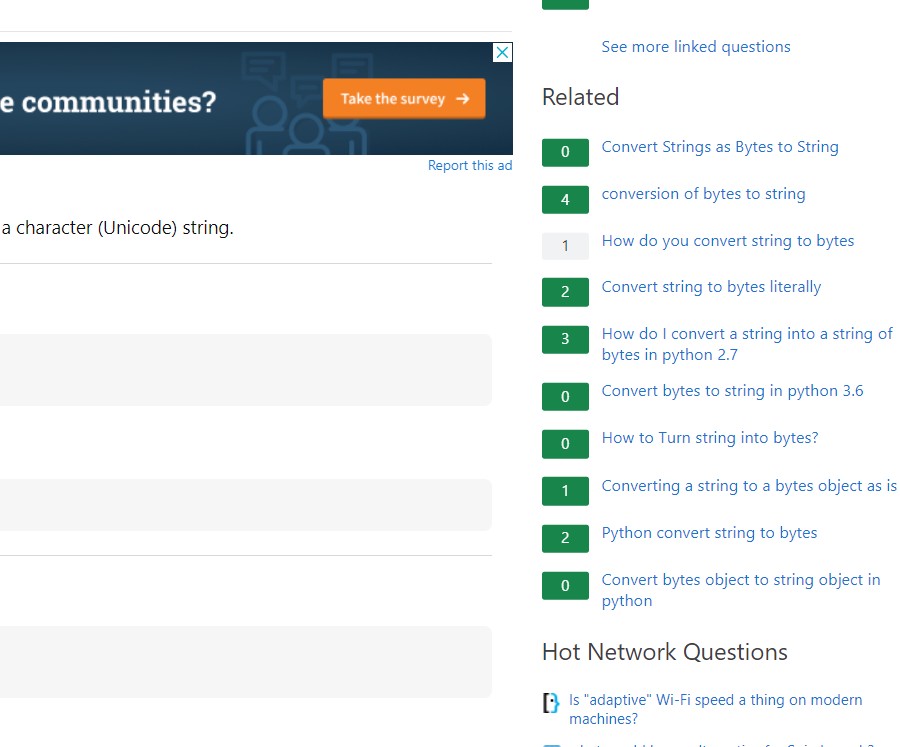 e communities?
Take the survey →
Report this ad
a character (Unicode) string.
See more linked questions
Related
0 Convert Strings as Bytes to String
4 conversion of bytes to string
1 How do you convert string to bytes
2 Convert string to bytes literally
3 How do I convert a string into a string of
bytes in python 2.7
0 Convert bytes to string in python 3.6
0 How to Turn string into bytes?
1 Converting a string to a bytes object as is
2 Python convert string to bytes
0 Convert bytes object to string object in
python
Hot Network Questions
Is "adaptive" Wi-Fi speed a thing on modern
machines?